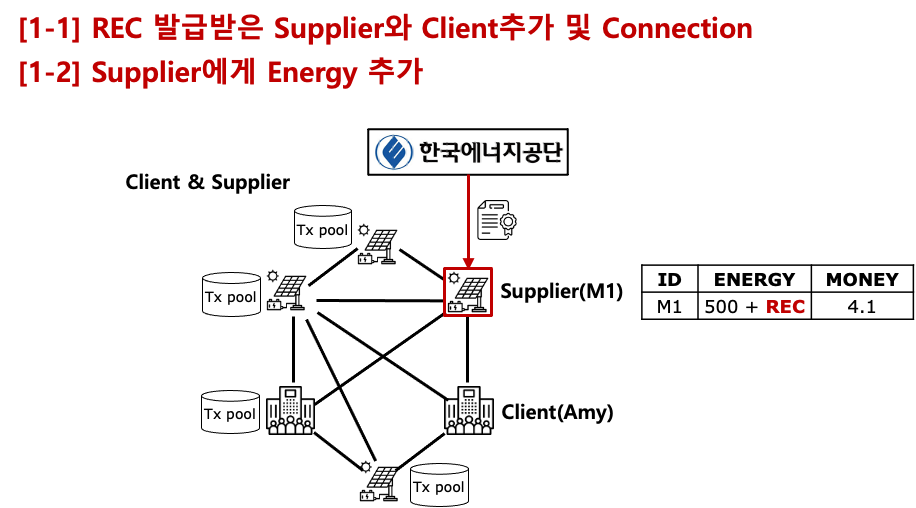 [1-1] REC 발급받은 Supplier와 Client추가 및 Connection
[1-2] Supplier에게 Energy 추가
한국에너지공단
Client & Supplier
Tx pool
Tx pool
Supplier(M1)
ID ENERGY MONEY
M1 500 + REC 4.1
Tx pool
Client(Amy)
Tx pool